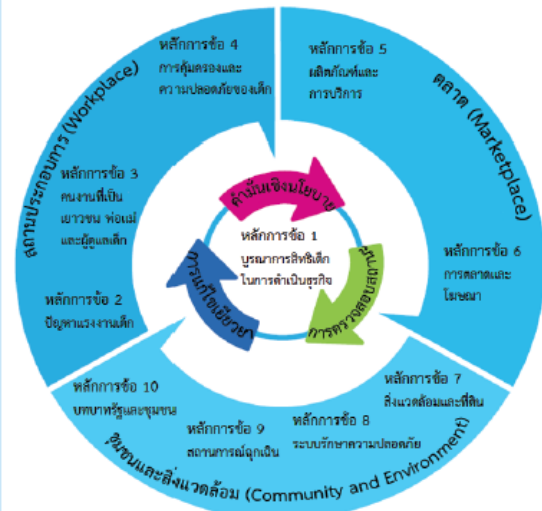 สถานประกอบการ (Workplace)
หลักการข้อ 4
การคุ้มครองและ
ความปลอดภัยของเด็ก
หลักการข้อ 3
คนงานที่เป็น
เยาวชน พ่อแม่
และผู้ดูแลเด็ก
หลักการข้อ 2
ปัญหาแรงงานเด็ก
ตลาด (Marketplace)
หลักการข้อ 5
ผลิตภัณฑ์และ
การบริการ
หลักการข้อ 6
การตลาดและ
โฆษณา
คำมั่นเชิงนโยบาย
การตรวจสอบสถานะ
การแก้ไขเยียวยา
หลักการข้อ 1
บูรณาการสิทธิเด็ก
ในการดำเนินธุรกิจ
หลักการข้อ 7
สิ่งแวดล้อมและที่ดิน
หลักการข้อ 8
ระบบรักษาความปลอดภัย
หลักการข้อ 9
สถานการณ์ฉุกเฉิน
หลักการข้อ 10
บทบาทรัฐและชุมชน
ชุมชนและสิ่งแวดล้อม (Community and Environment)